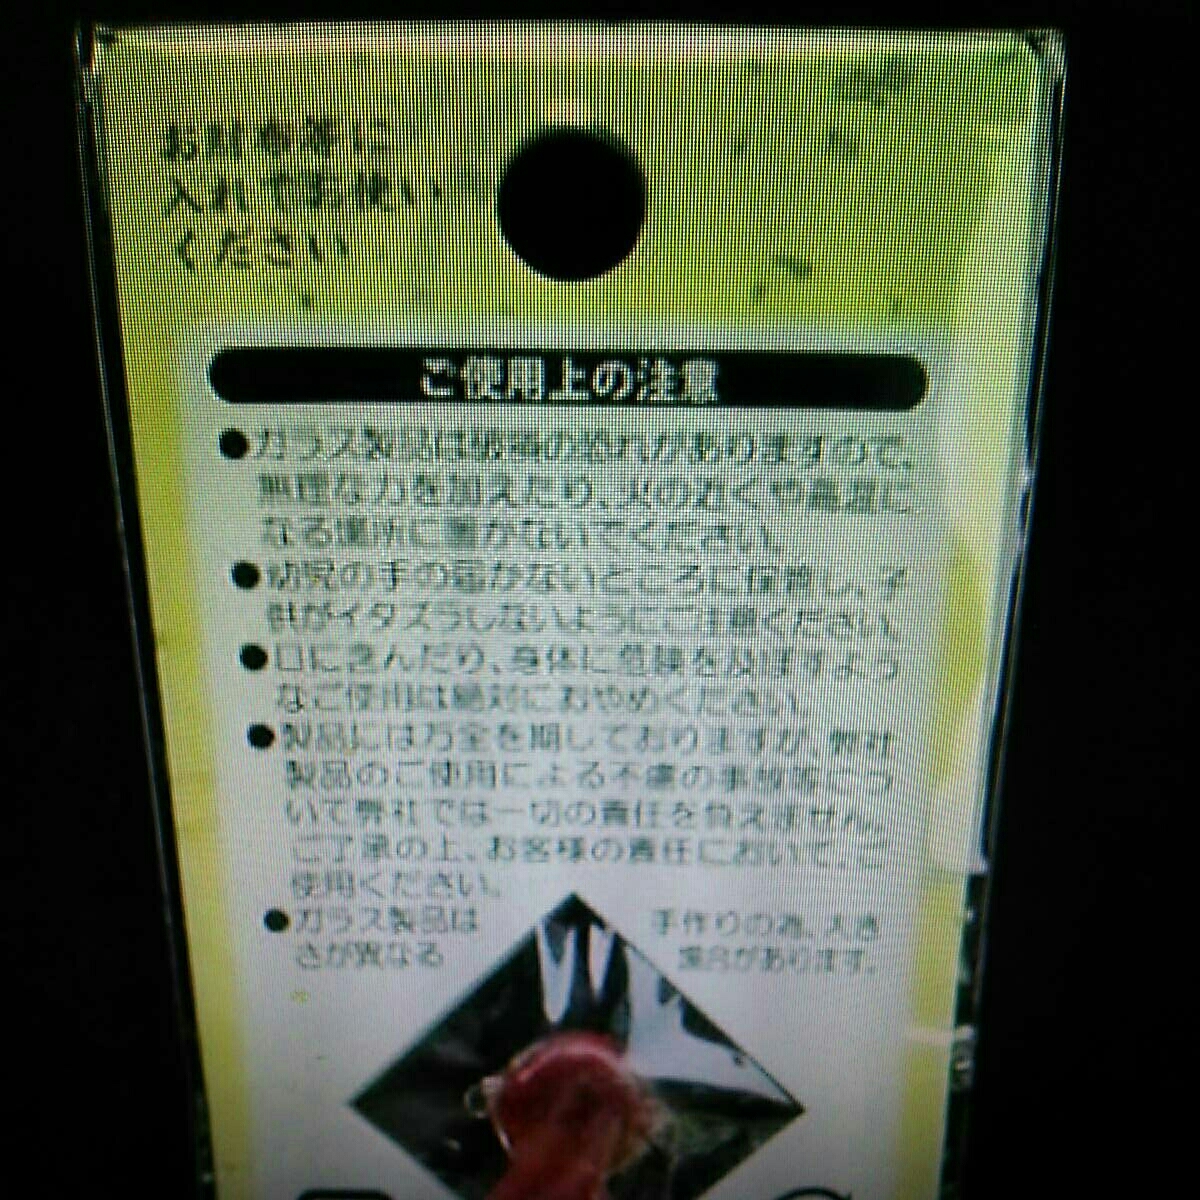 お財布等に
入れてお使い
ください。
ご使用上の注意
●ガラス製品は破損の恐れがありますので、
無理な力を加えたり、火の近くや高温に
なる場所に置かないでください。
●幼児の手の届かないところに保管し、子
供がイタズラしないようにご注意ください。
●口に含んだり、身体に危険を及ぼすよう
なご使用は絶対におやめください。
●製品には万全を期しておりますが、弊社
製品のご使用による不慮の事故等につ
いて弊社では一切の責任を負えません。
ご了承の上、お客様の責任において、ご
使用ください。
●ガラス製品は 手作りの為、大き
さが異なる 場合があります。